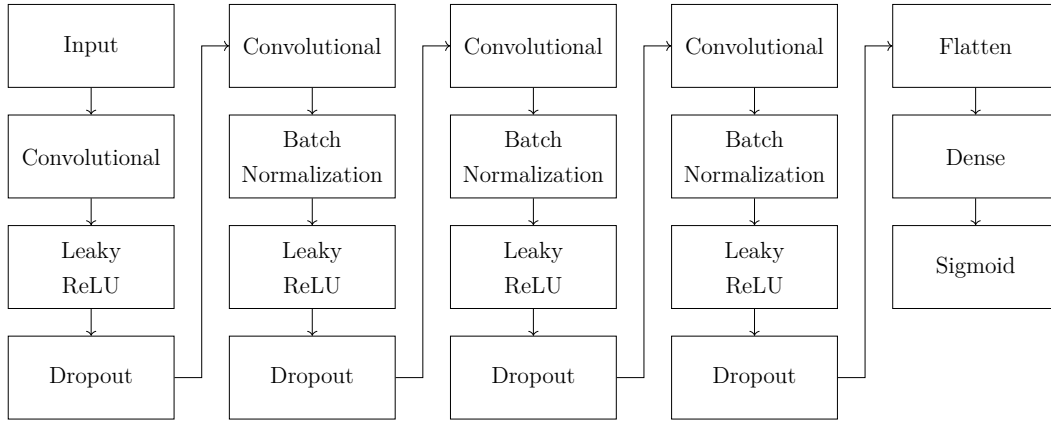 Input
Convolutional
Leaky
ReLU
Dropout
Convolutional
Batch
Normalization
Leaky
ReLU
Dropout
Convolutional
Batch
Normalization
Leaky
ReLU
Dropout
Convolutional
Batch
Normalization
Leaky
ReLU
Dropout
Flatten
Dense
Sigmoid